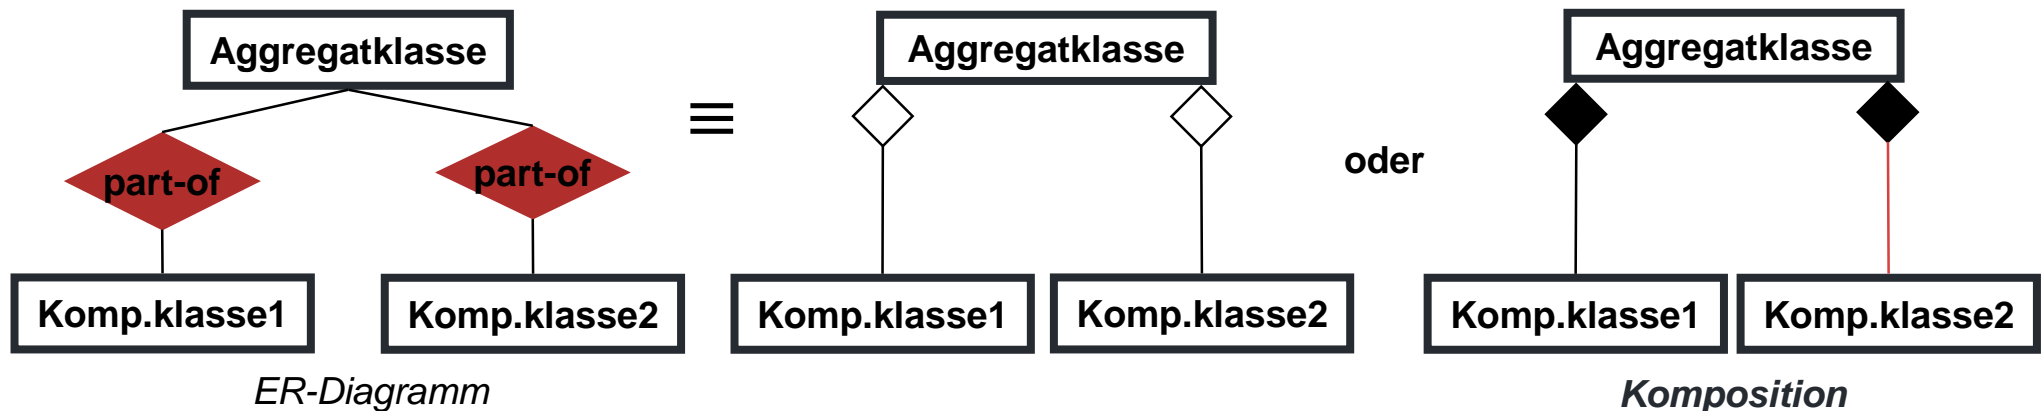 Aggregatklasse
part-of
part-of
Komp.klasse1
Komp.klasse2
ER-Diagramm
≡
Aggregatklasse
Komp.klasse1
Komp.klasse2
oder
Aggregatklasse
Komp.klasse1
Komp.klasse2
Komposition